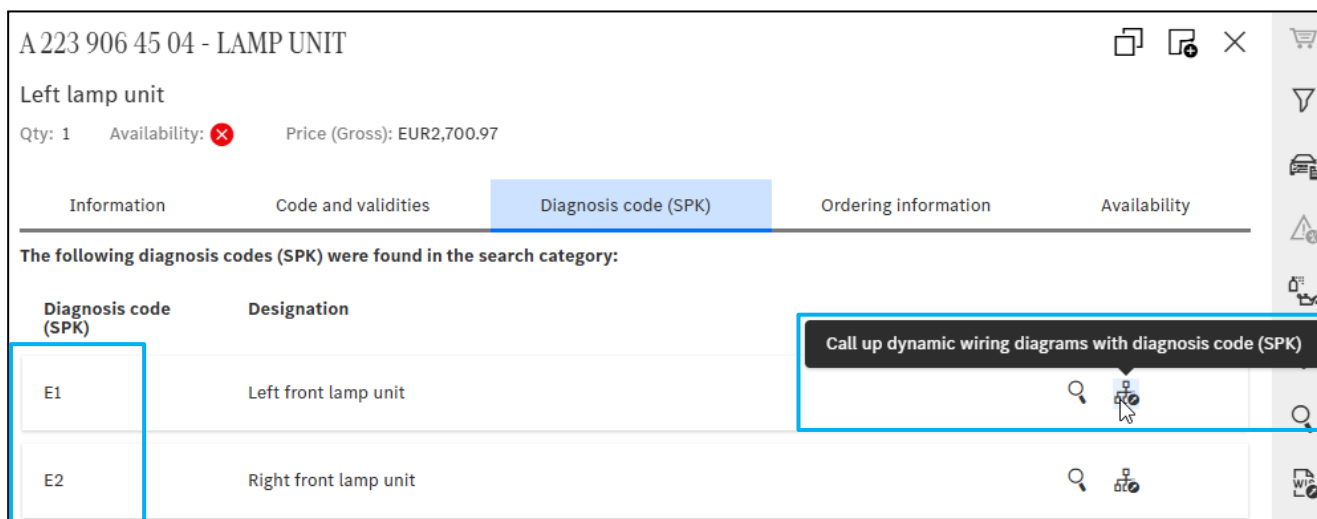 A 223 906 45 04 - LAMP UNIT
Left lamp unit
Qty: 1 Availability: Price (Gross): EUR2,700.97
Information Code and validities Diagnosis code (SPK) Ordering information Availability
The following diagnosis codes (SPK) were found in the search category:
Diagnosis code (SPK) Designation
Call up dynamic wiring diagrams with diagnosis code (SPK)
E1 Left front lamp unit
E2 Right front lamp unit
WIS